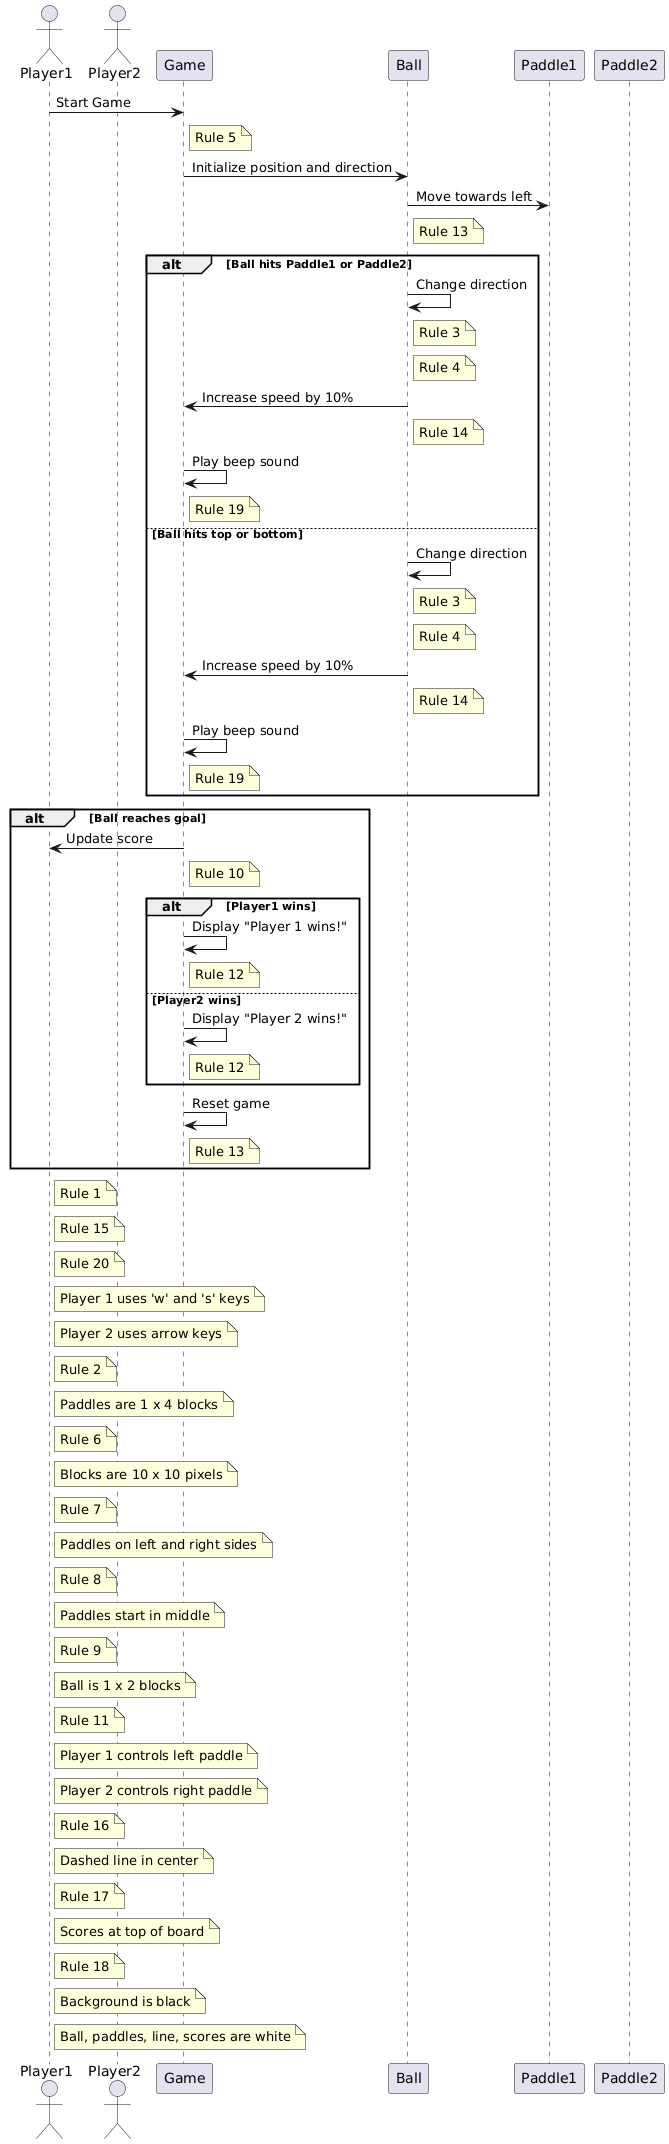 Player1
Player2
Game
Ball
Paddle1
Paddle2
Start Game
Rule 5
Initialize position and direction
Move towards left
Rule 13
alt
[Ball hits Paddle1 or Paddle2]
Change direction
Rule 3
Rule 4
Increase speed by 10%
Rule 14
Play beep sound
Rule 19
[Ball hits top or bottom]
Change direction
Rule 3
Rule 4
Increase speed by 10%
Rule 14
Play beep sound
Rule 19
alt
[Ball reaches goal]
Update score
Rule 10
alt
[Player1 wins]
Display "Player 1 wins!"
Rule 12
[Player2 wins]
Display "Player 2 wins!"
Rule 12
Reset game
Rule 13
Rule 1
Rule 15
Rule 20
Player 1 uses 'w' and 's' keys
Player 2 uses arrow keys
Rule 2
Paddles are 1 x 4 blocks
Rule 6
Blocks are 10 x 10 pixels
Rule 7
Paddles on left and right sides
Rule 8
Paddles start in middle
Rule 9
Ball is 1 x 2 blocks
Rule 11
Player 1 controls left paddle
Player 2 controls right paddle
Rule 16
Dashed line in center
Rule 17
Scores at top of board
Rule 18
Background is black
Ball, paddles, line, scores are white
Player1
Player2
Game
Ball
Paddle1
Paddle2